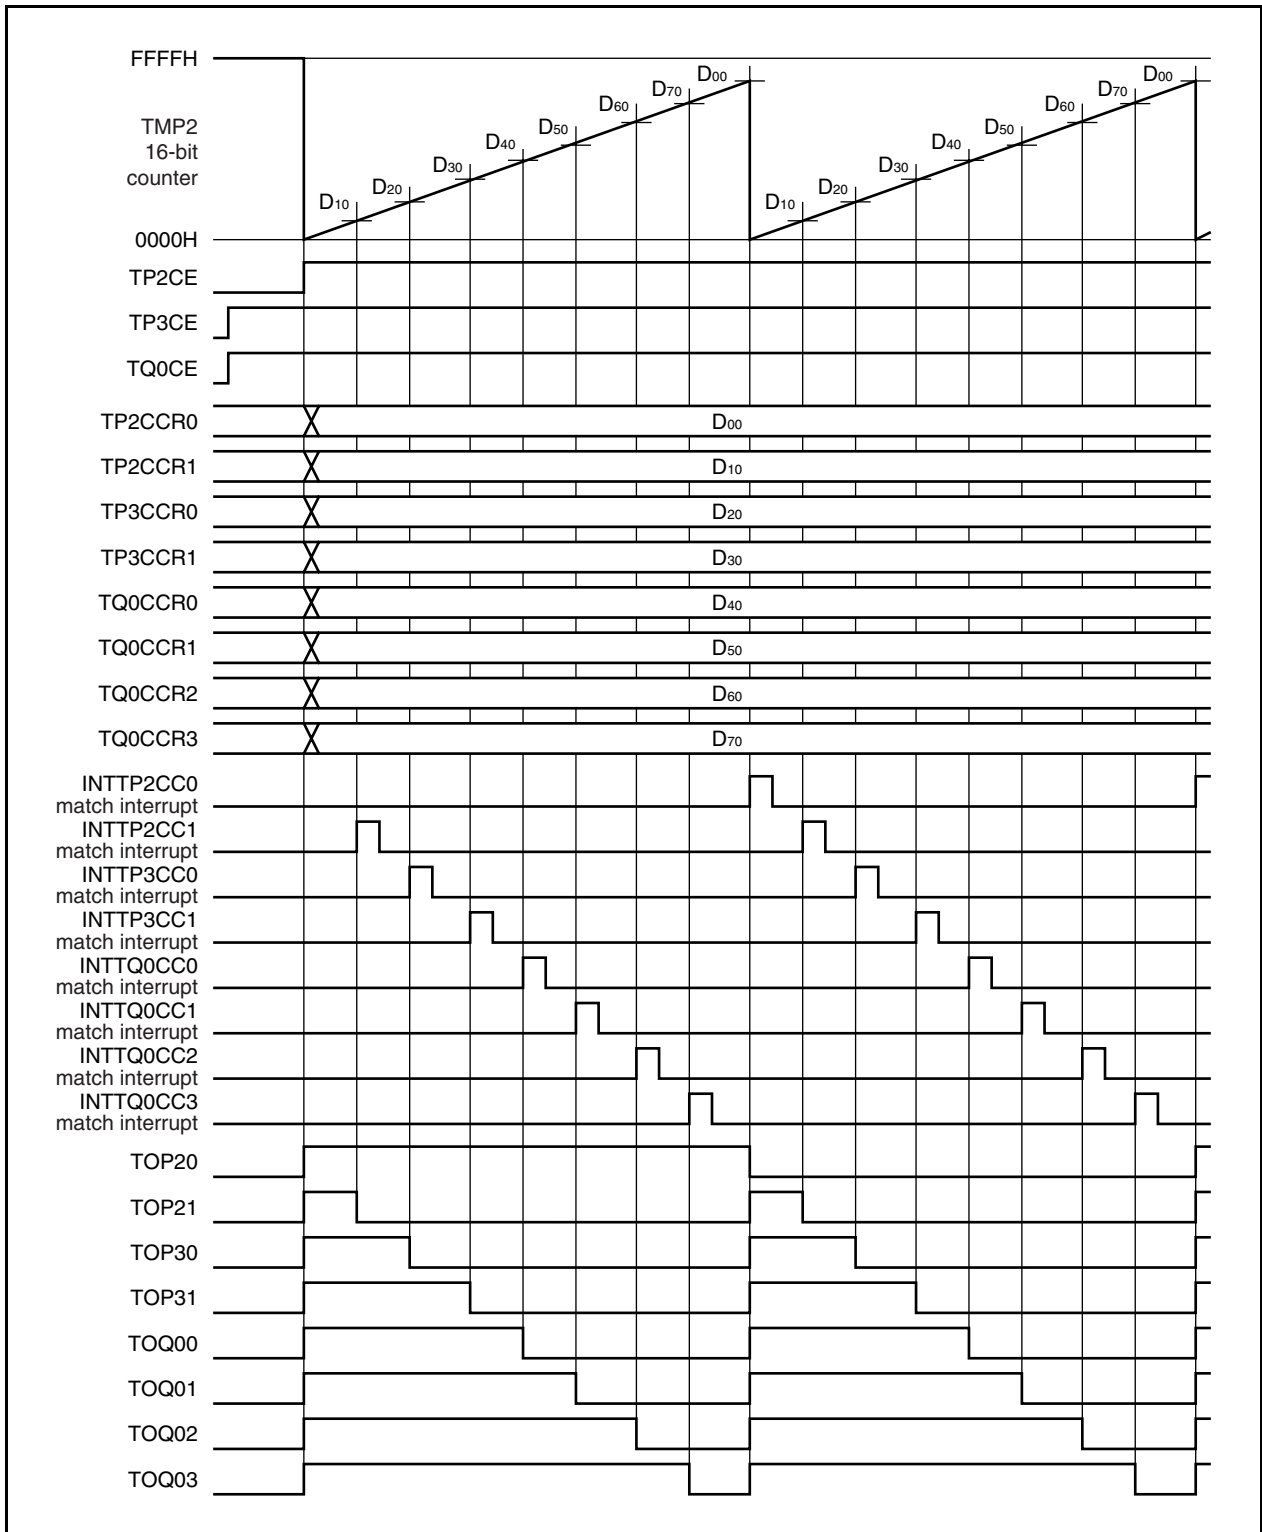 FFFFH
TMP2
16-bit
counter
0000H
D10 D20 D30 D40 D50 D60 D70 D00 D10 D20 D30 D40 D50 D60 D70 D00
TP2CE
TP3CE
TQ0CE
TP2CCR0 D00
TP2CCR1 D10
TP3CCR0 D20
TP3CCR1 D30
TQ0CCR0 D40
TQ0CCR1 D50
TQ0CCR2 D60
TQ0CCR3 D70
INTTP2CC0
match interrupt
INTTP2CC1
match interrupt
INTTP3CC0
match interrupt
INTTP3CC1
match interrupt
INTTQ0CC0
match interrupt
INTTQ0CC1
match interrupt
INTTQ0CC2
match interrupt
INTTQ0CC3
match interrupt
TOP20
TOP21
TOP30
TOP31
TOQ00
TOQ01
TOQ02
TOQ03